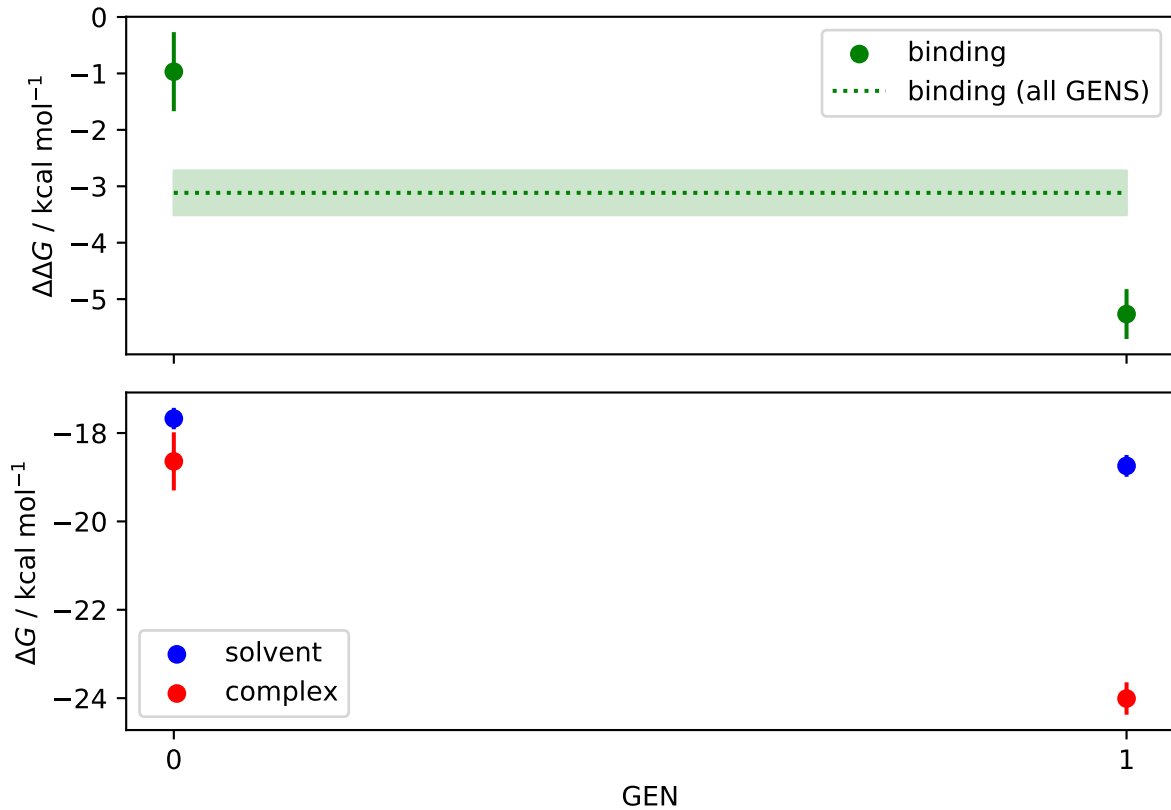 0
−1
−2
−3
−4
−5
ΔΔG / kcal mol⁻¹
binding
binding (all GENS)
−18
−20
−22
−24
ΔG / kcal mol⁻¹
solvent
complex
0
1
GEN